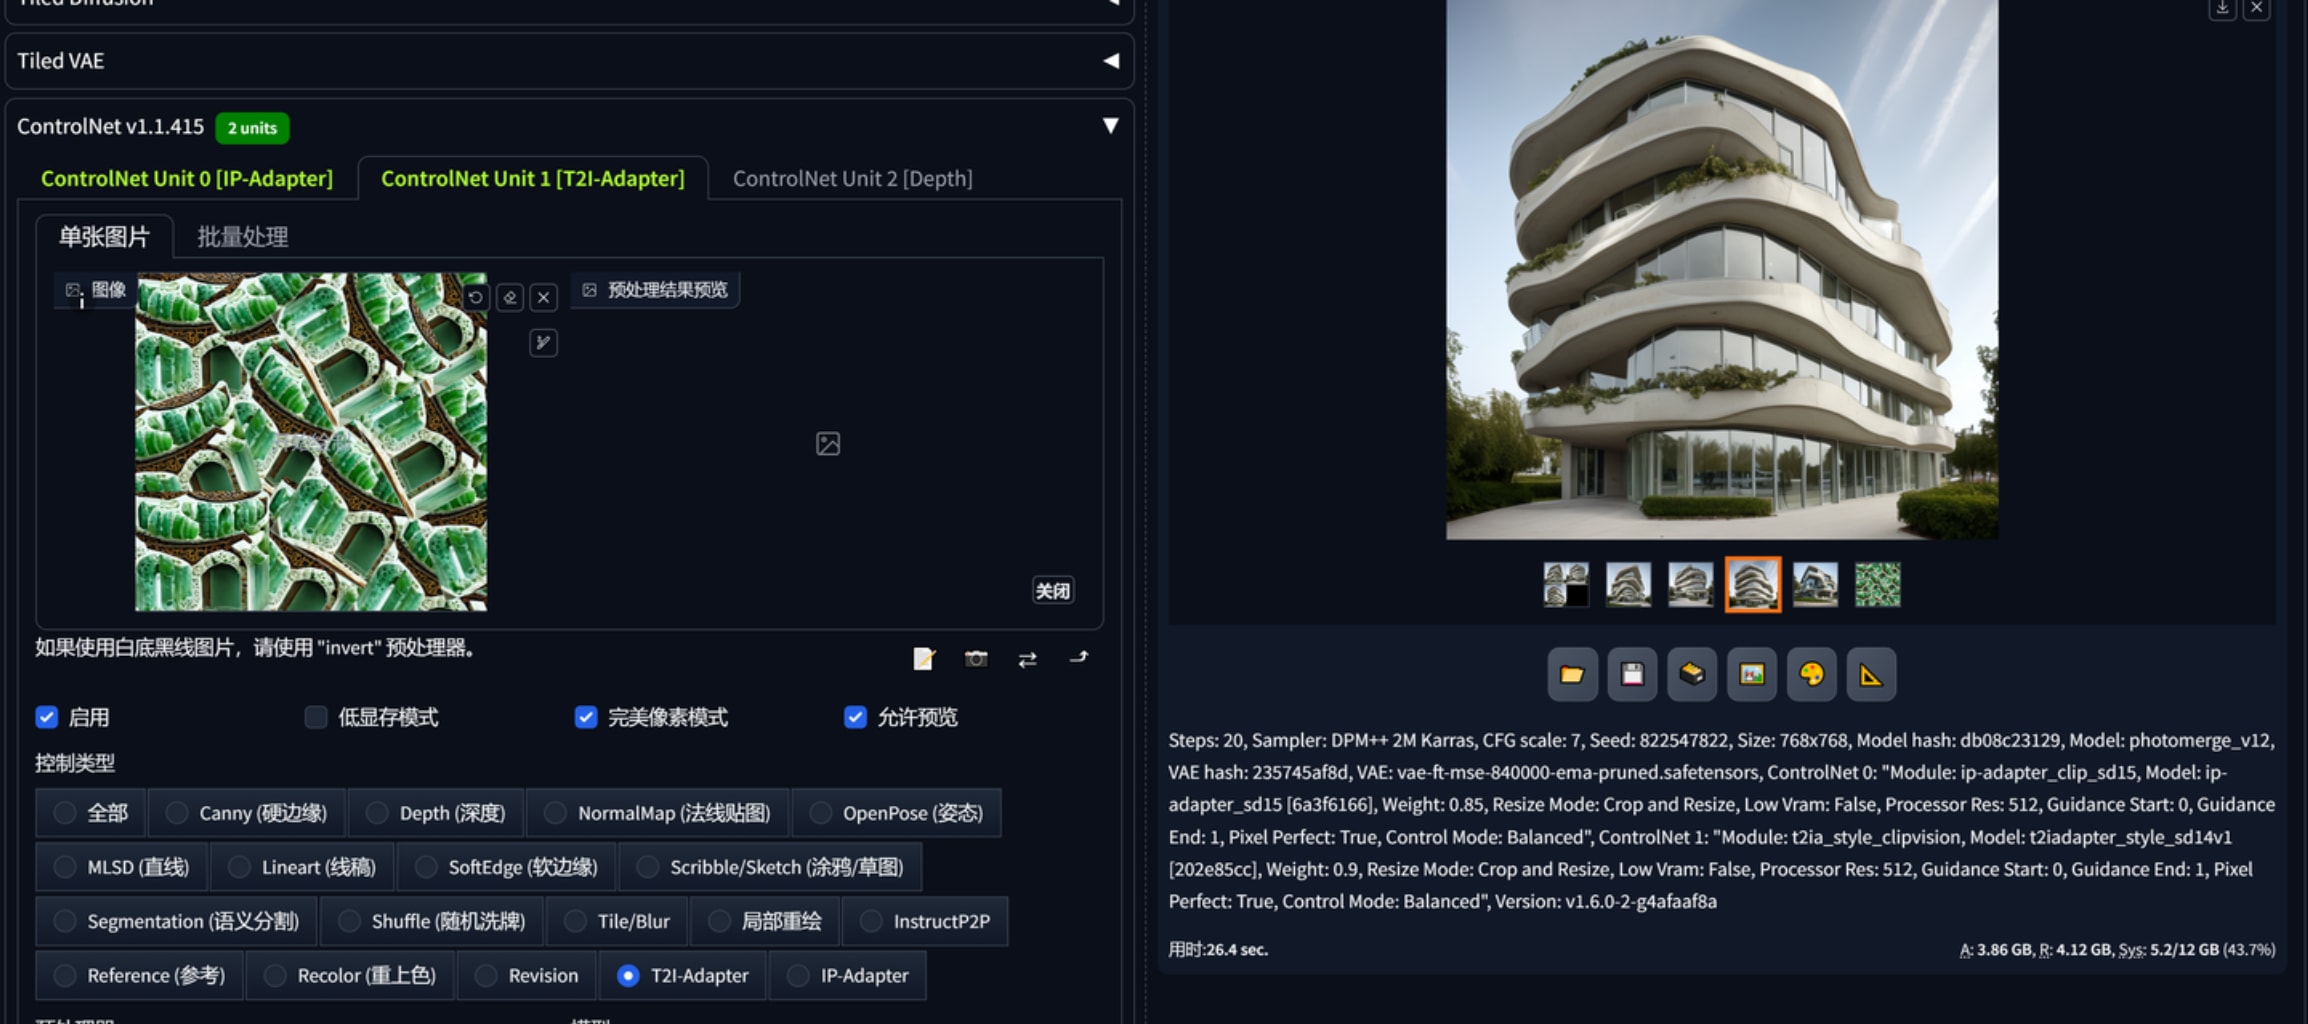 Tiled Diffusion
Tiled VAE
ControlNet v1.1.415 2 units
ControlNet Unit 0 [IP-Adapter] ControlNet Unit 1 [T2I-Adapter] ControlNet Unit 2 [Depth]
单张图片 批量处理
图像 预处理结果预览
关闭
如果使用白底黑线图片，请使用 "invert" 预处理器。
启用 低显存模式 完美像素模式 允许预览
控制类型
全部 Canny (硬边缘) Depth (深度) NormalMap (法线贴图) OpenPose (姿态)
MLSD (直线) Lineart (线稿) SoftEdge (软边缘) Scribble/Sketch (涂鸦/草图)
Segmentation (语义分割) Shuffle (随机洗牌) Tile/Blur 局部重绘 InstructP2P
Reference (参考) Recolor (重上色) Revision T2I-Adapter IP-Adapter
预处理器 模型
Steps: 20, Sampler: DPM++ 2M Karras, CFG scale: 7, Seed: 822547822, Size: 768x768, Model hash: db08c23129, Model: photomerge_v12,
VAE hash: 235745af8d, VAE: vae-ft-mse-840000-ema-pruned.safetensors, ControlNet 0: "Module: ip-adapter_clip_sd15, Model: ip-
adapter_sd15 [6a3f6166], Weight: 0.85, Resize Mode: Crop and Resize, Low Vram: False, Processor Res: 512, Guidance Start: 0, Guidance
End: 1, Pixel Perfect: True, Control Mode: Balanced", ControlNet 1: "Module: t2ia_style_clipvision, Model: t2iadapter_style_sd14v1
[202e85cc], Weight: 0.9, Resize Mode: Crop and Resize, Low Vram: False, Processor Res: 512, Guidance Start: 0, Guidance End: 1, Pixel
Perfect: True, Control Mode: Balanced", Version: v1.6.0-2-g4afaaf8a
用时:26.4 sec.
A: 3.86 GB, R: 4.12 GB, Sys: 5.2/12 GB (43.7%)